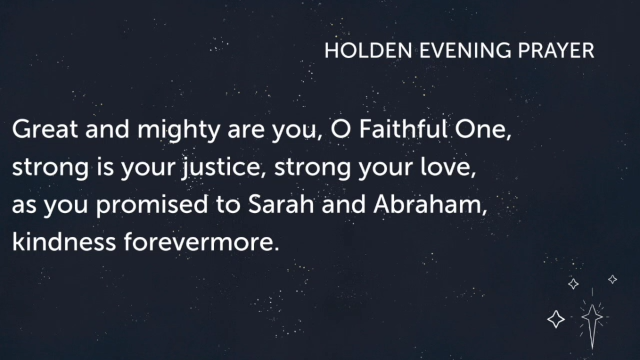 HOLDEN EVENING PRAYER
Great and mighty are you, O Faithful One,
strong is your justice, strong your love,
as you promised to Sarah and Abraham,
kindness forevermore.